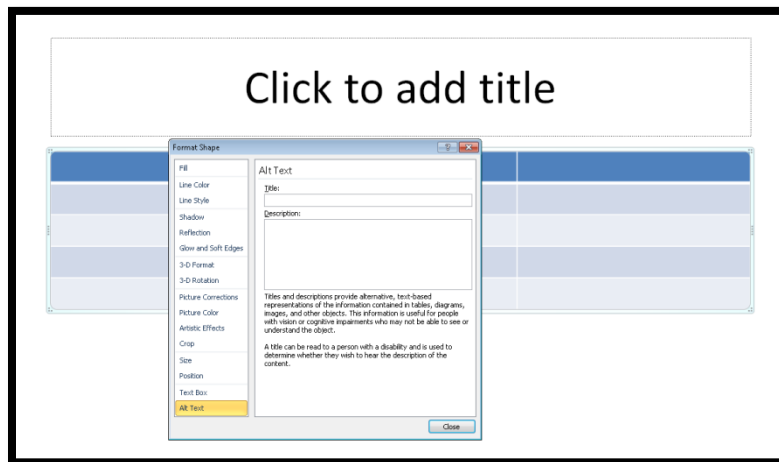 Click to add title
Format Shape
Fill
Line Color
Line Style
Shadow
Reflection
Glow and Soft Edges
3-D Format
3-D Rotation
Picture Corrections
Picture Color
Artistic Effects
Crop
Size
Position
Text Box
Alt Text
Alt Text
Title:
Description:
Titles and descriptions provide alternative, text-based
representations of the information contained in tables, diagrams,
images, and other objects. This information is useful for people
with vision or cognitive impairments who may not be able to see or
understand the object.
A title can be read to a person with a disability and is used to
determine whether they wish to hear the description of the
content.
Close